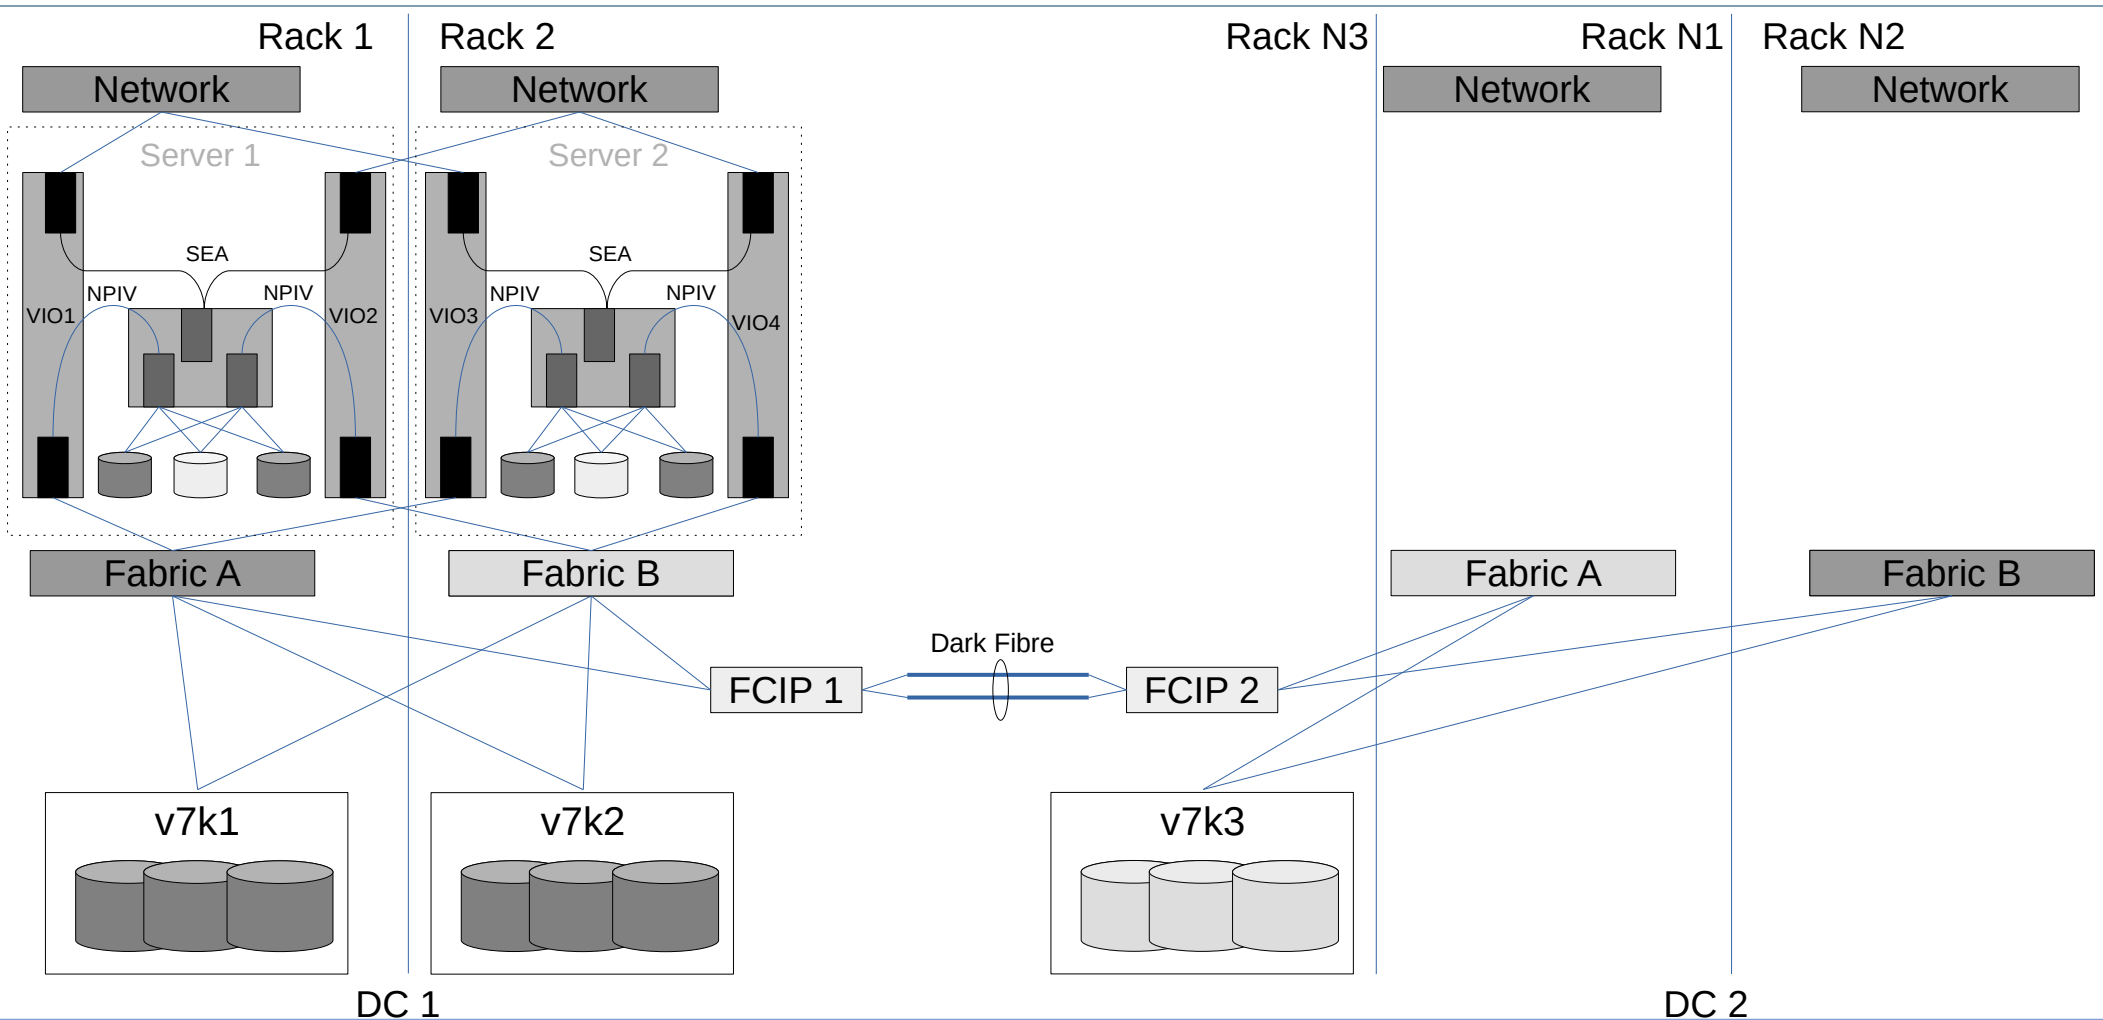 Rack 1
Rack 2
Rack N3
Rack N1
Rack N2
Network
Network
Network
Network
Server 1
Server 2
SEA
SEA
NPIV
NPIV
NPIV
NPIV
VIO1
VIO2
VIO3
VIO4
Fabric A
Fabric B
Fabric A
Fabric B
Dark Fibre
FCIP 1
FCIP 2
v7k1
v7k2
v7k3
DC 1
DC 2